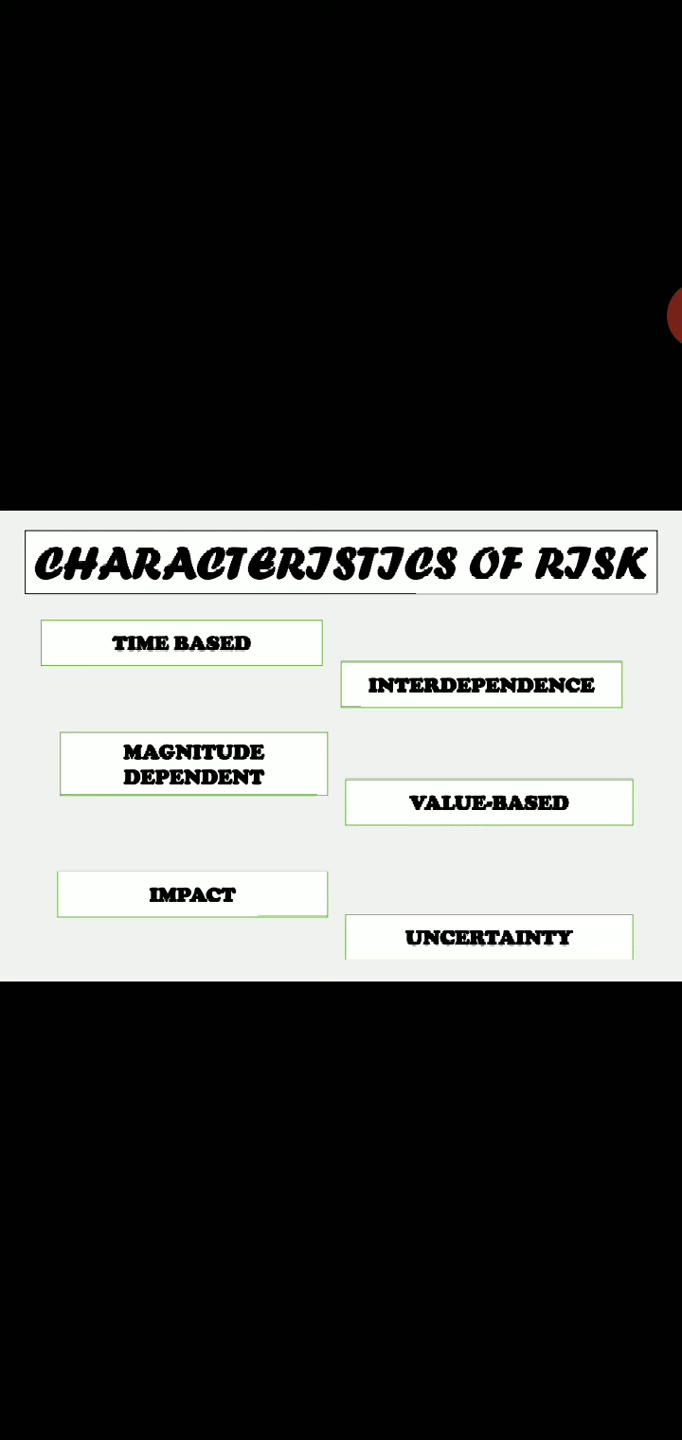 CHARACTERISTICS OF RISK
TIME BASED
INTERDEPENDENCE
MAGNITUDE
DEPENDENT
VALUE-BASED
IMPACT
UNCERTAINTY